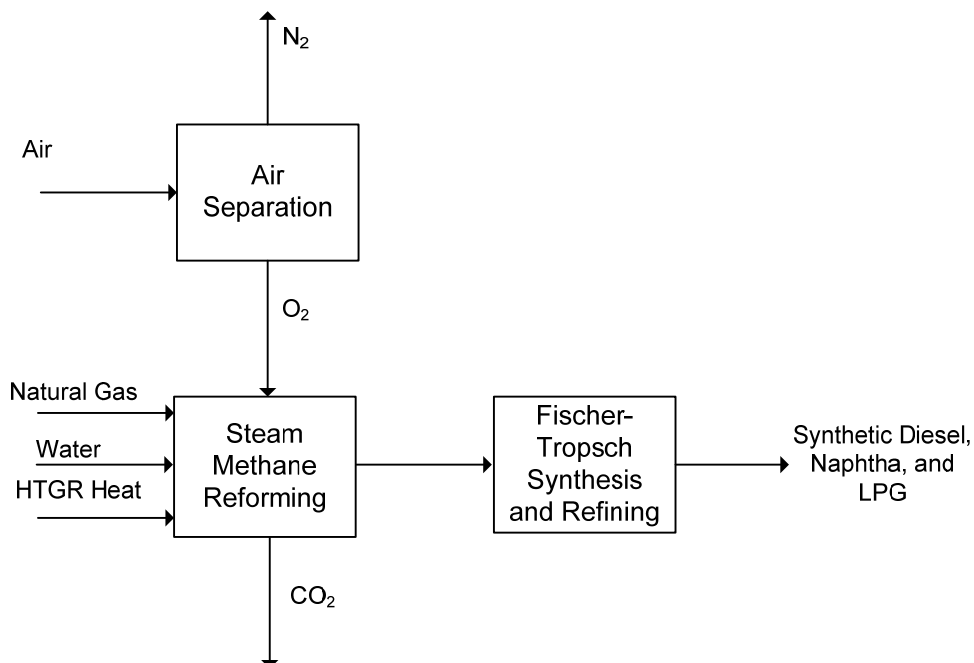 N₂
Air
Air
Separation
O₂
Natural Gas
Water
HTGR Heat
Steam
Methane
Reforming
Fischer-
Tropsch
Synthesis
and Refining
Synthetic Diesel,
Naphtha, and
LPG
CO₂